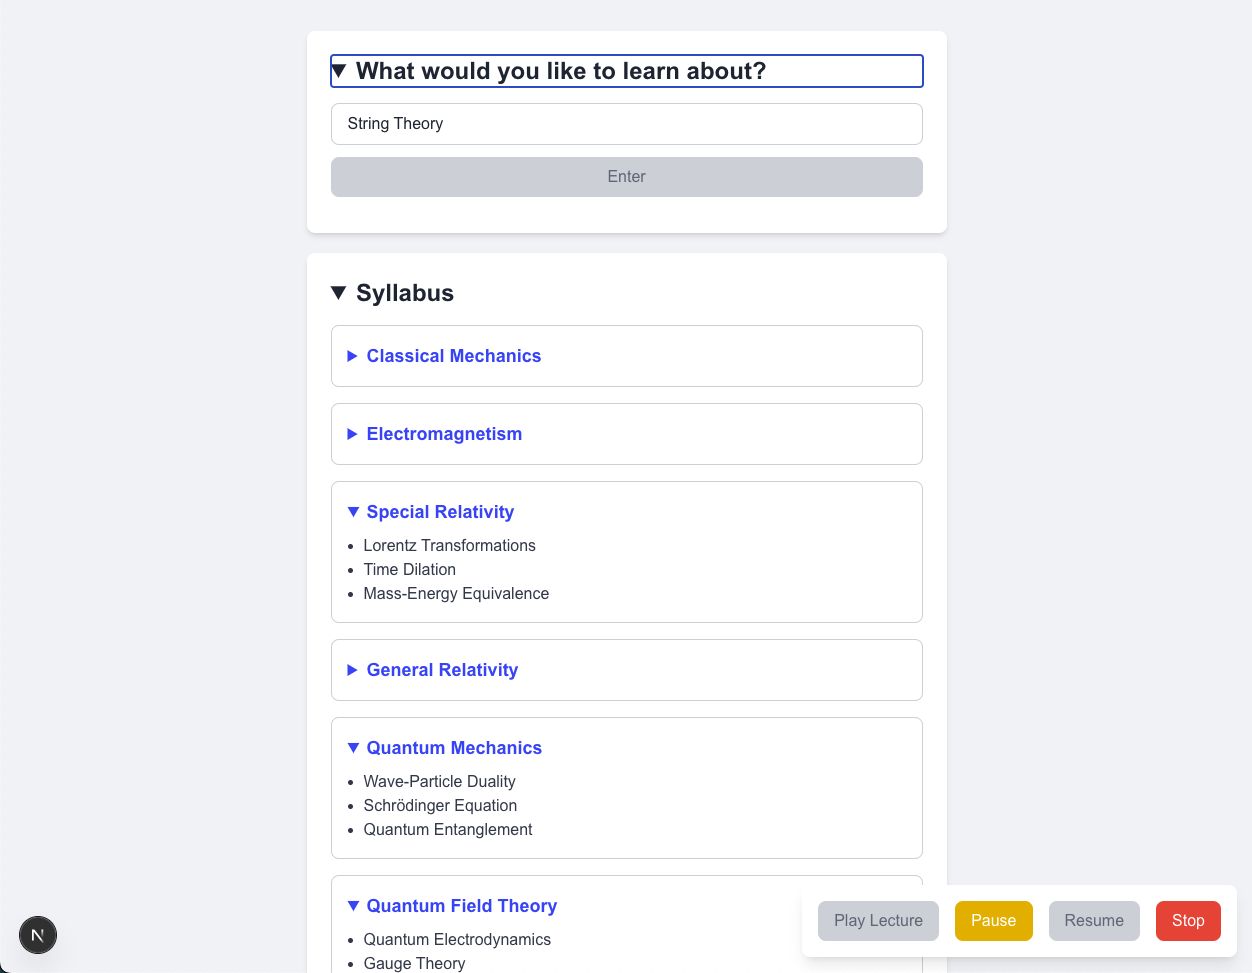 What would you like to learn about?
String Theory
Enter
Syllabus
Classical Mechanics
Electromagnetism
Special Relativity
Lorentz Transformations
Time Dilation
Mass-Energy Equivalence
General Relativity
Quantum Mechanics
Wave-Particle Duality
Schrödinger Equation
Quantum Entanglement
Quantum Field Theory
Quantum Electrodynamics
Gauge Theory
Play Lecture Pause Resume Stop
N